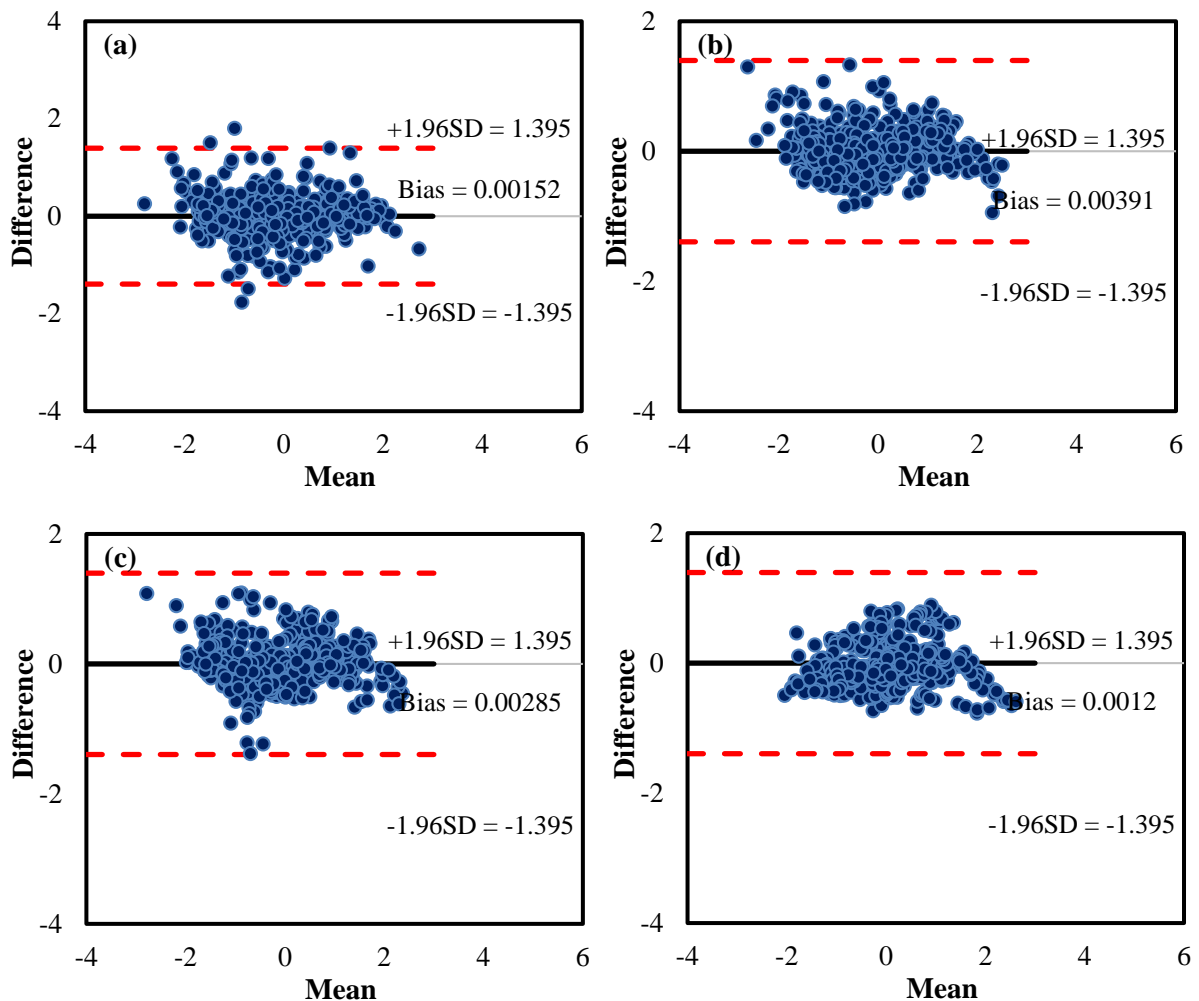 (a)
4
2
0
-2
-4
Difference
+1.96SD = 1.395
Bias = 0.00152
-1.96SD = -1.395
-4 -2 0 2 4 6
Mean
(b)
2
0
-2
-4
Difference
+1.96SD = 1.395
Bias = 0.00391
-1.96SD = -1.395
-4 -2 0 2 4 6
Mean
(c)
2
0
-2
-4
Difference
+1.96SD = 1.395
Bias = 0.00285
-1.96SD = -1.395
-4 -2 0 2 4 6
Mean
(d)
2
0
-2
-4
Difference
+1.96SD = 1.395
Bias = 0.0012
-1.96SD = -1.395
-4 -2 0 2 4 6
Mean